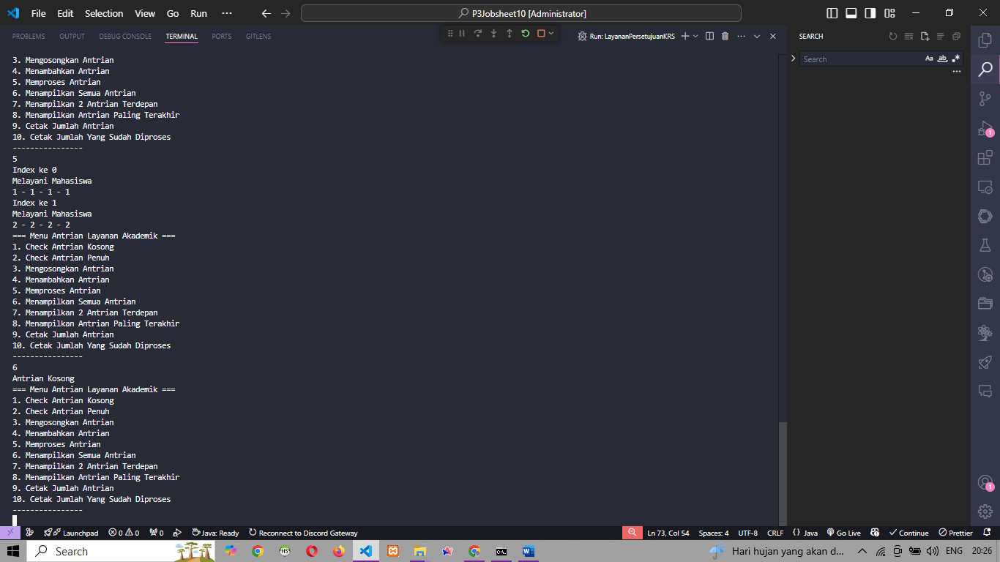 File Edit Selection View Go Run ··· P3Jobsheet10 [Administrator]
PROBLEMS OUTPUT DEBUG CONSOLE TERMINAL PORTS GITLENS Run: LayananPersetujuanKRS SEARCH
Search Aa ab
3. Mengosongkan Antrian
4. Menambahkan Antrian
5. Memproses Antrian
6. Menampilkan Semua Antrian
7. Menampilkan 2 Antrian Terdepan
8. Menampilkan Antrian Paling Terakhir
9. Cetak Jumlah Antrian
10. Cetak Jumlah Yang Sudah Diproses
----------------
5
Index ke 0
Melayani Mahasiswa
1 - 1 - 1 - 1
Index ke 1
Melayani Mahasiswa
2 - 2 - 2 - 2
=== Menu Antrian Layanan Akademik ===
1. Check Antrian Kosong
2. Check Antrian Penuh
3. Mengosongkan Antrian
4. Menambahkan Antrian
5. Memproses Antrian
6. Menampilkan Semua Antrian
7. Menampilkan 2 Antrian Terdepan
8. Menampilkan Antrian Paling Terakhir
9. Cetak Jumlah Antrian
10. Cetak Jumlah Yang Sudah Diproses
----------------
6
Antrian Kosong
=== Menu Antrian Layanan Akademik ===
1. Check Antrian Kosong
2. Check Antrian Penuh
3. Mengosongkan Antrian
4. Menambahkan Antrian
5. Memproses Antrian
6. Menampilkan Semua Antrian
7. Menampilkan 2 Antrian Terdepan
8. Menampilkan Antrian Paling Terakhir
9. Cetak Jumlah Antrian
10. Cetak Jumlah Yang Sudah Diproses
----------------
1
1
Launchpad 0 0 0 Java: Ready Reconnect to Discord Gateway Ln 73, Col 54 Spaces: 4 UTF-8 CRLF {} Java Go Live Continue Prettier
Search HS W Hari hujan yang akan d... ENG 20:26